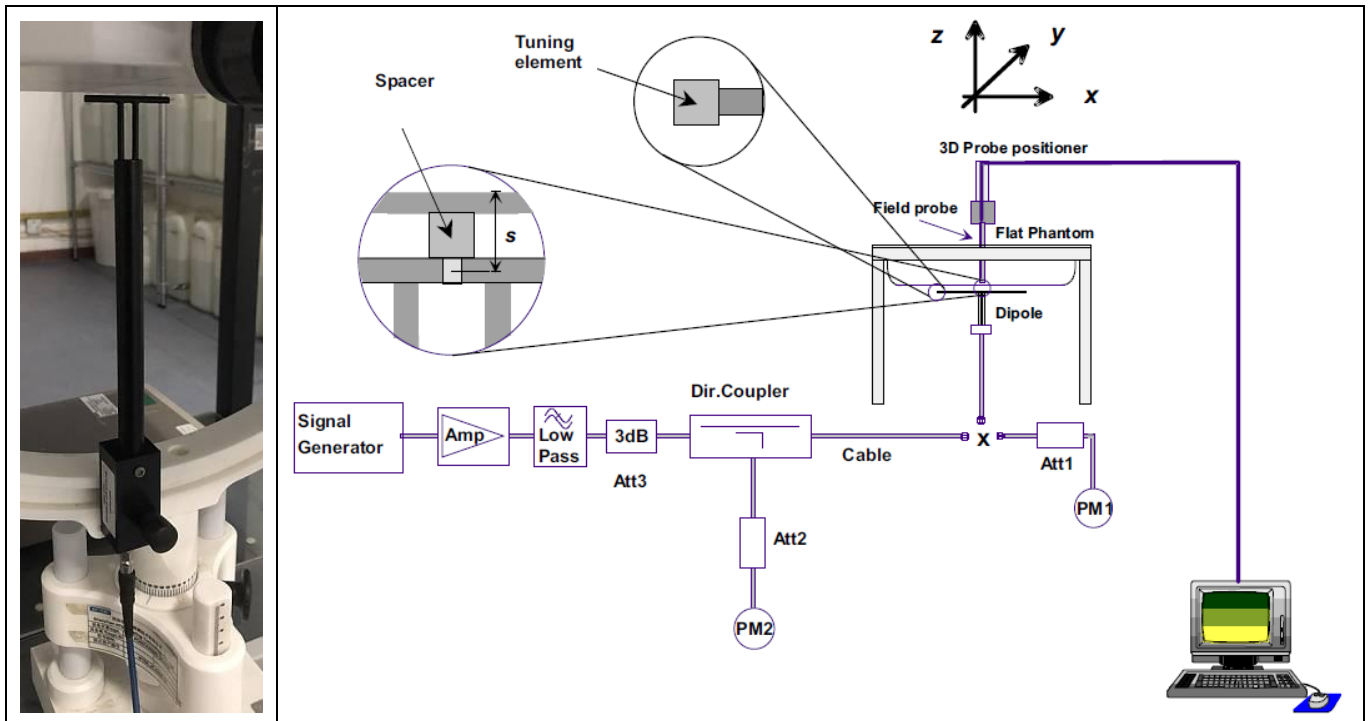 Tuning
element
Spacer
s
z
y
x
3D Probe positioner
Field probe
Flat Phantom
Dipole
Dir.Coupler
Signal
Generator
Amp
Low
Pass
3dB
Att3
Cable
x
Att1
PM1
Att2
PM2